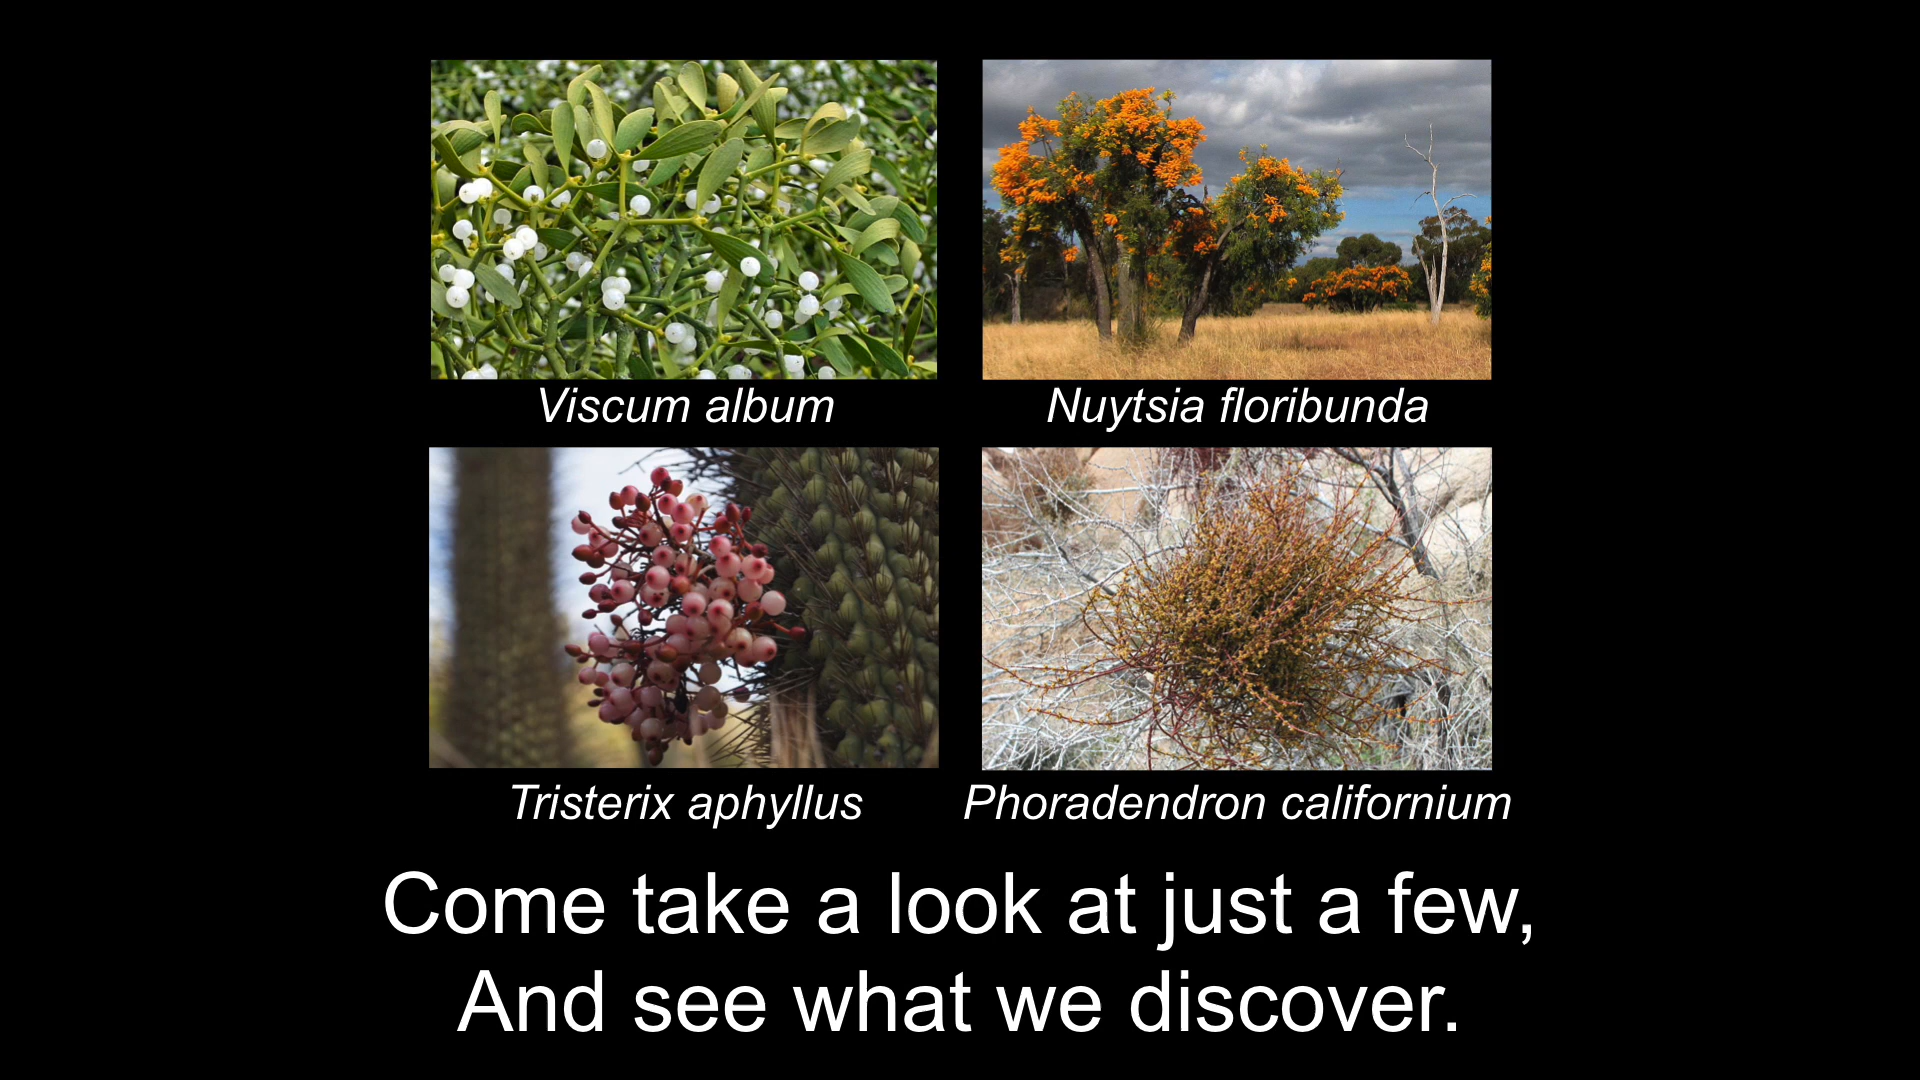 Viscum album
Nuytsia floribunda
Tristerix aphyllus
Phoradendron californium
Come take a look at just a few,
And see what we discover.